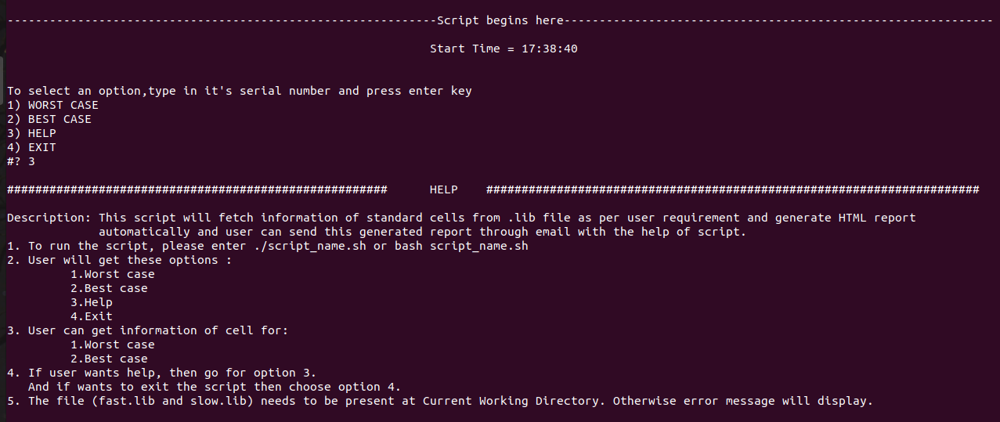 -------------------------------------------------------------Script begins here-------------------------------------------------------------
Start Time = 17:38:40
To select an option,type in it's serial number and press enter key
1) WORST CASE
2) BEST CASE
3) HELP
4) EXIT
#? 3
###################################################### HELP ######################################################################
Description: This script will fetch information of standard cells from .lib file as per user requirement and generate HTML report
automatically and user can send this generated report through email with the help of script.
1. To run the script, please enter ./script_name.sh or bash script_name.sh
2. User will get these options :
1.Worst case
2.Best case
3.Help
4.Exit
3. User can get information of cell for:
1.Worst case
2.Best case
4. If user wants help, then go for option 3.
And if wants to exit the script then choose option 4.
5. The file (fast.lib and slow.lib) needs to be present at Current Working Directory. Otherwise error message will display.